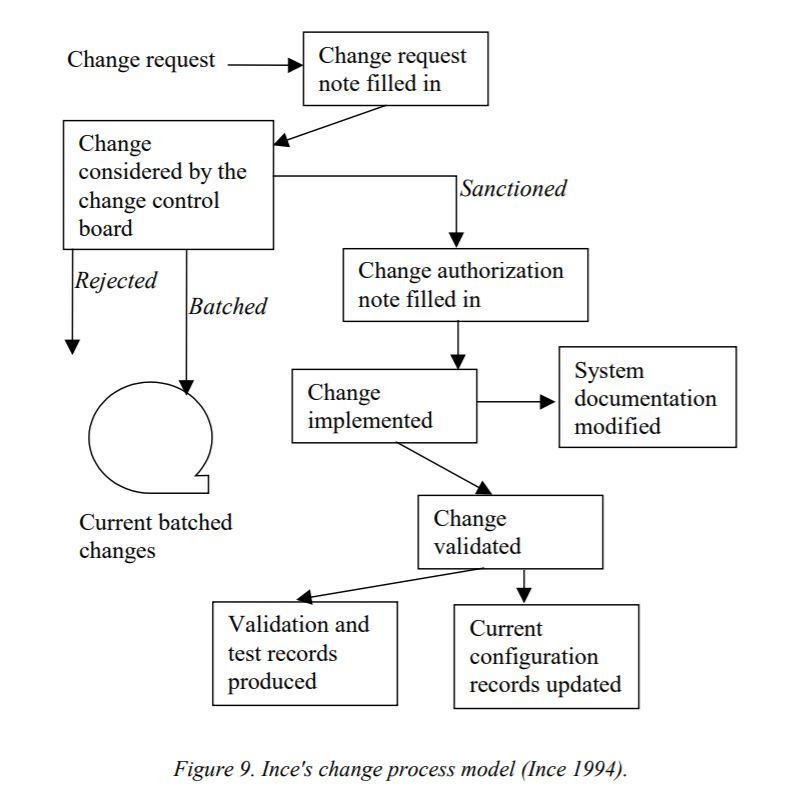 Change request
Change request
note filled in
Change
considered by the
change control
board
Sanctioned
Rejected
Batched
Change authorization
note filled in
Change
implemented
System
documentation
modified
Current batched
changes
Change
validated
Validation and
test records
produced
Current
configuration
records updated
Figure 9. Ince's change process model (Ince 1994).